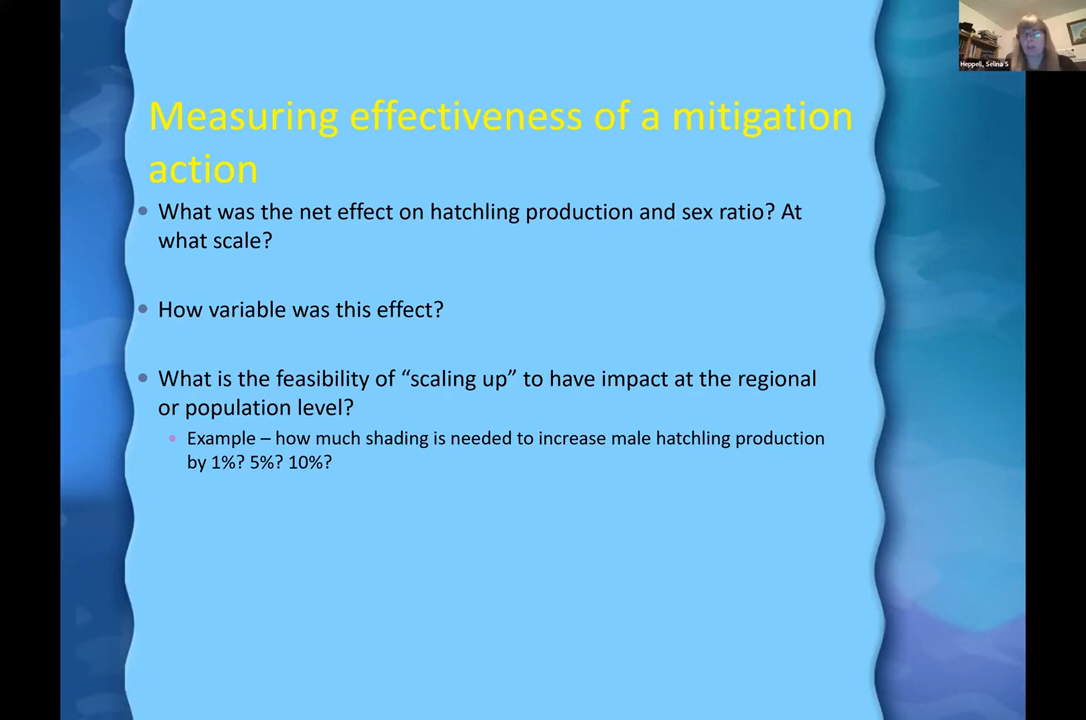 Heppell, Selina S
Measuring effectiveness of a mitigation
action
• What was the net effect on hatchling production and sex ratio? At
what scale?
• How variable was this effect?
• What is the feasibility of “scaling up” to have impact at the regional
or population level?
• Example – how much shading is needed to increase male hatchling production
by 1%? 5%? 10%?